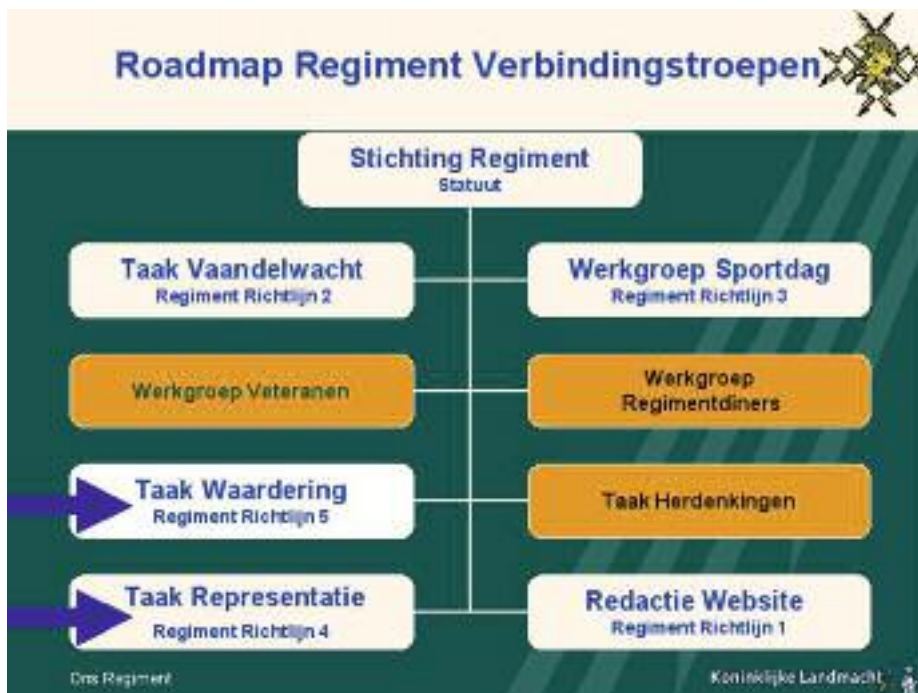 Roadmap Regiment Verbindingstroepen
Stichting Regiment
Statuut
Taak Vaandelwacht
Regiment Richtlijn 2
Werkgroep Sportdag
Regiment Richtlijn 3
Werkgroep Veteranen
Werkgroep
Regimentdiners
Taak Waardering
Regiment Richtlijn 5
Taak Herdenkingen
Taak Representatie
Regiment Richtlijn 4
Redactie Website
Regiment Richtlijn 1
Ons Regiment
Koninklijke Landmacht